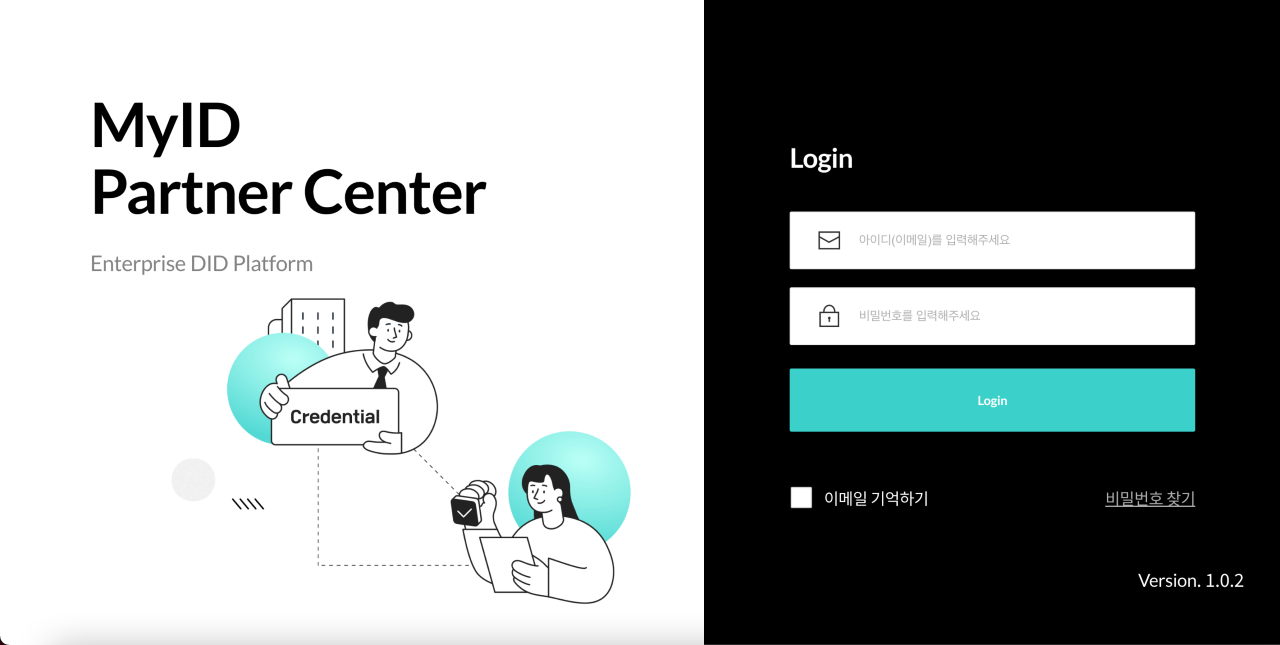 MyID
Partner Center
Enterprise DID Platform
Credential
Login
아이디(이메일)를 입력해주세요
비밀번호를 입력해주세요
Login
이메일 기억하기
비밀번호 찾기
Version. 1.0.2